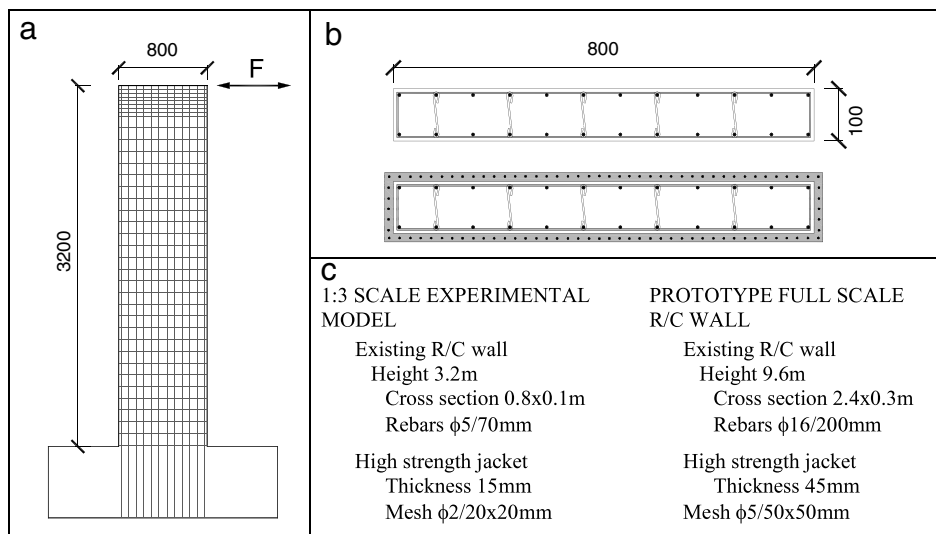 a
800
F
3200
b
800
100
c
1:3 SCALE EXPERIMENTAL
MODEL
Existing R/C wall
Height 3.2m
Cross section 0.8x0.1m
Rebars ϕ5/70mm
High strength jacket
Thickness 15mm
Mesh ϕ2/20x20mm
PROTOTYPE FULL SCALE
R/C WALL
Existing R/C wall
Height 9.6m
Cross section 2.4x0.3m
Rebars ϕ16/200mm
High strength jacket
Thickness 45mm
Mesh ϕ5/50x50mm